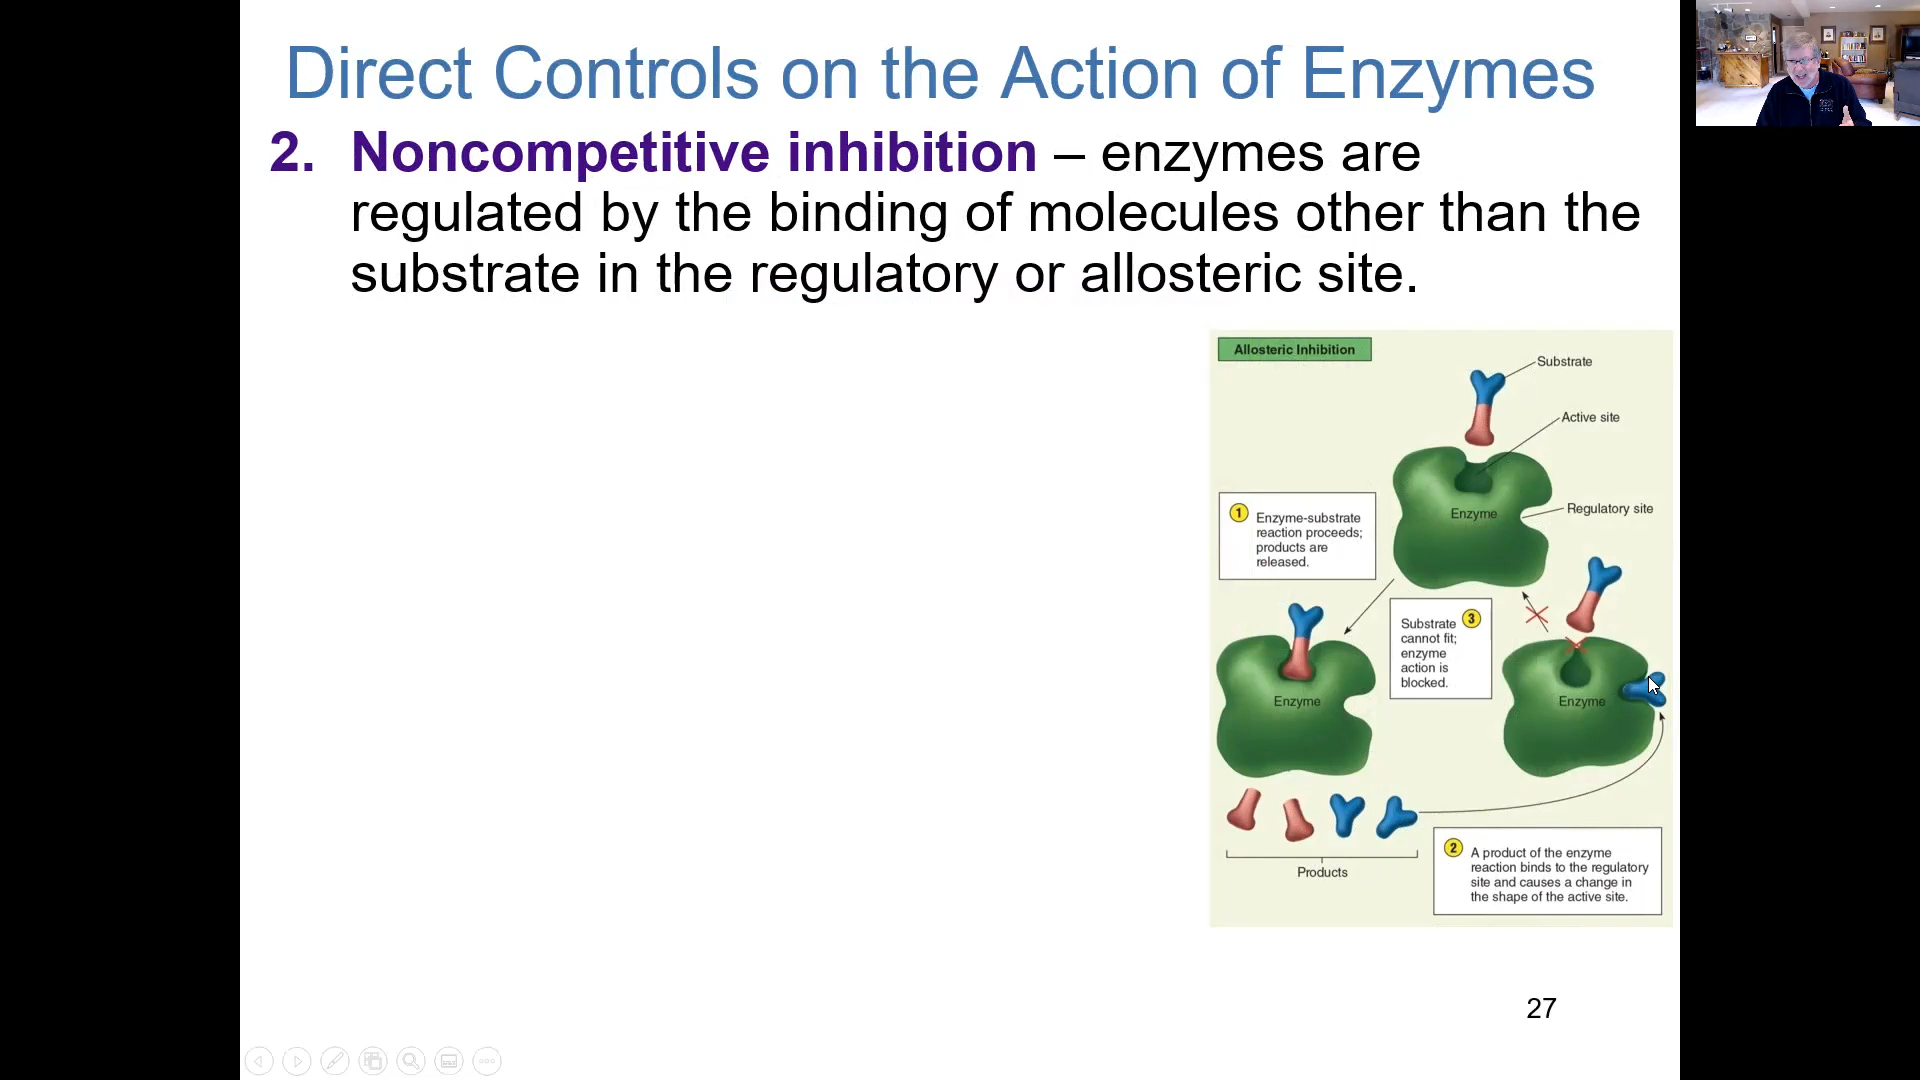 Direct Controls on the Action of Enzymes
2. Noncompetitive inhibition – enzymes are
regulated by the binding of molecules other than the
substrate in the regulatory or allosteric site.
Allosteric Inhibition
Substrate
Active site
Enzyme
Regulatory site
1 Enzyme-substrate
reaction proceeds;
products are
released.
Substrate 3
cannot fit;
enzyme
action is
blocked.
Enzyme
Enzyme
Products
2 A product of the enzyme
reaction binds to the regulatory
site and causes a change in
the shape of the active site.
27